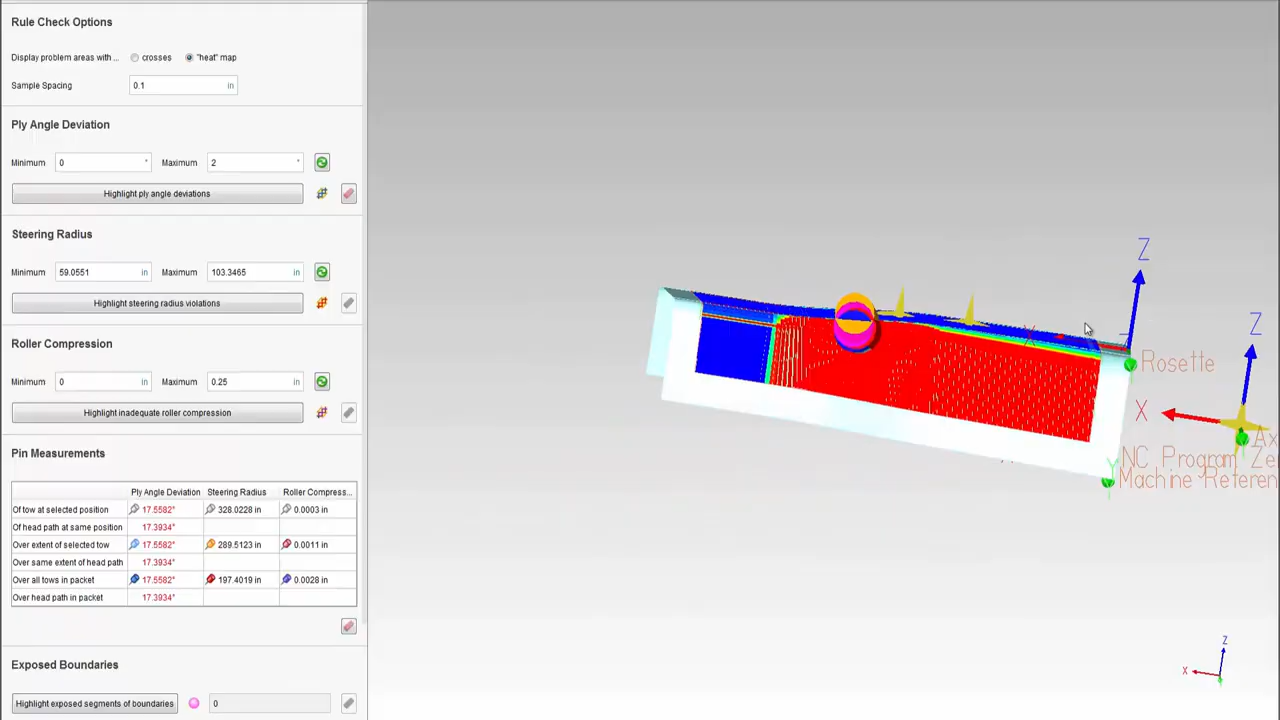 Rule Check Options
Display problem areas with ... crosses "heat" map
Sample Spacing 0.1 in
Ply Angle Deviation
Minimum 0 ° Maximum 2 °
Highlight ply angle deviations
Steering Radius
Minimum 59.0551 in Maximum 103.3465 in
Highlight steering radius violations
Roller Compression
Minimum 0 in Maximum 0.25 in
Highlight inadequate roller compression
Pin Measurements
Ply Angle Deviation Steering Radius Roller Compress...
Of tow at selected position 17.5582° 328.0228 in 0.0003 in
Of head path at same position 17.3934°
Over extent of selected tow 17.5582° 289.5123 in 0.0011 in
Over same extent of head path 17.3934°
Over all tows in packet 17.5582° 197.4019 in 0.0028 in
Over head path in packet 17.3934°
Exposed Boundaries
Highlight exposed segments of boundaries 0
Z
Z
X
Rosette
X
Ax
Y
NC Program Ze
Machine Referen
Z
X